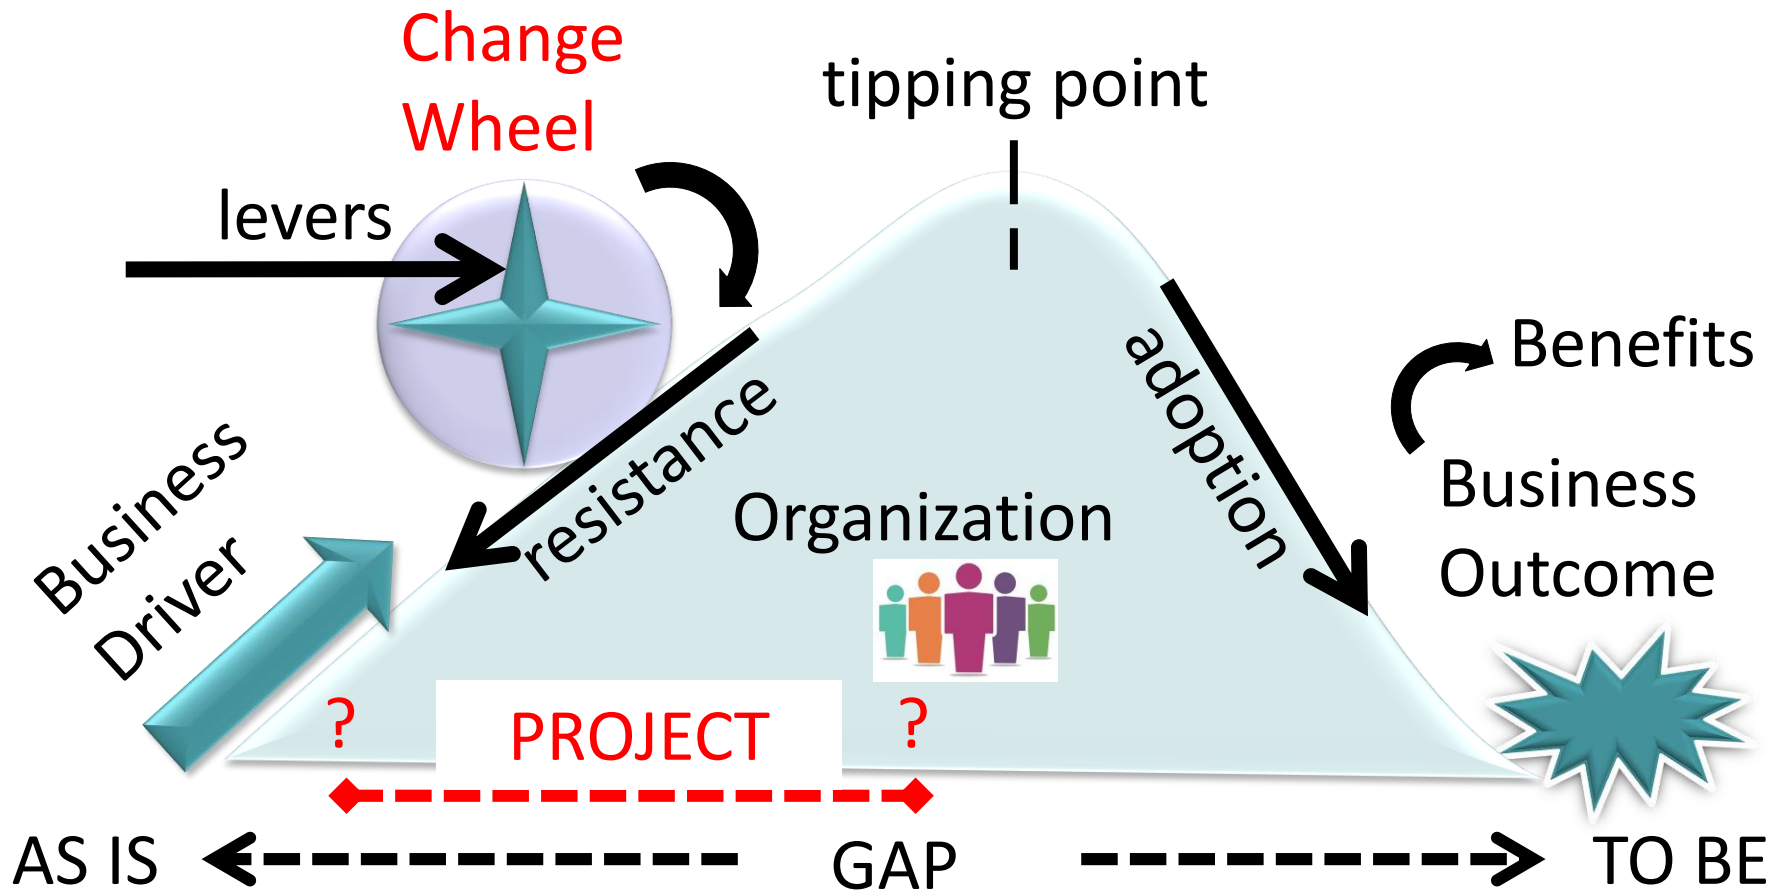 Change
Wheel
tipping point
levers
Benefits
resistance
adoption
Business
Driver
Organization
Business
Outcome
? PROJECT ?
AS IS GAP TO BE